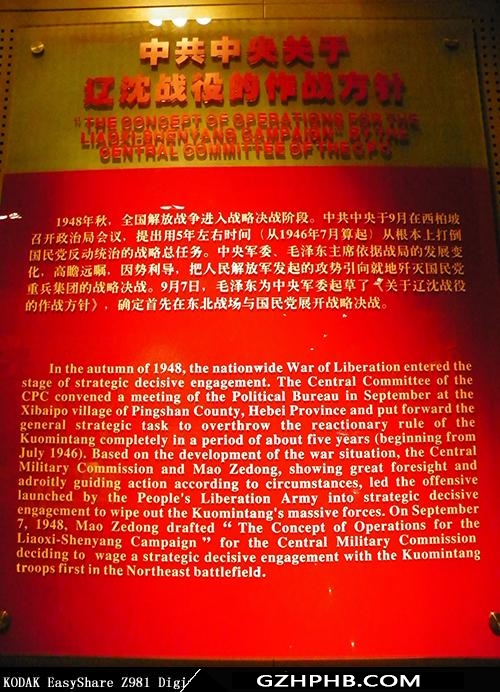 中共中央关于
辽沈战役的作战方针
"THE CONCEPT OF OPERATIONS FOR THE
LIAOXI-SHENYANG CAMPAIGN" BY THE
CENTRAL COMMITTEE OF THE CPC
1948年秋，全国解放战争进入战略决战阶段。中共中央于9月在西柏坡
召开政治局会议，提出用5年左右时间（从1946年7月算起）从根本上打倒
国民党反动统治的战略总任务。中央军委、毛泽东主席依据战局的发展变
化，高瞻远瞩，因势利导，把人民解放军发起的攻势引向就地歼灭国民党
重兵集团的战略决战。9月7日，毛泽东为中央军委起草了《关于辽沈战役
的作战方针》，确定首先在东北战场与国民党展开战略决战。
In the autumn of 1948, the nationwide War of Liberation entered the
stage of strategic decisive engagement. The Central Committee of the
CPC convened a meeting of the Political Bureau in September at the
Xibaipo village of Pingshan County, Hebei Province and put forward the
general strategic task to overthrow the reactionary rule of the
Kuomintang completely in a period of about five years (beginning from
July 1946). Based on the development of the war situation, the Central
Military Commission and Mao Zedong, showing great foresight and
adroitly guiding action according to circumstances, led the offensive
launched by the People's Liberation Army into strategic decisive
engagement to wipe out the Kuomintang's massive forces. On September
7, 1948, Mao Zedong drafted “ The Concept of Operations for the
Liaoxi-Shenyang Campaign ” for the Central Military Commission
deciding to wage a strategic decisive engagement with the Kuomintang
troops first in the Northeast battlefield.
KODAK EasyShare Z981 Digi
GZHPHB.COM